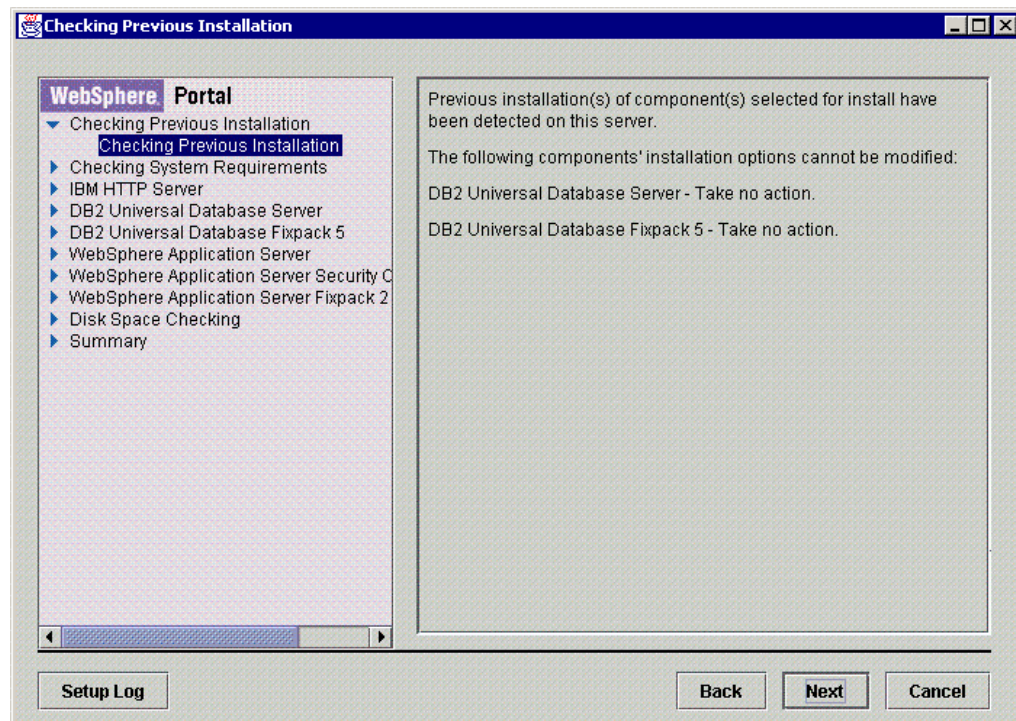 Checking Previous Installation
WebSphere. Portal
Checking Previous Installation
Checking Previous Installation
Checking System Requirements
IBM HTTP Server
DB2 Universal Database Server
DB2 Universal Database Fixpack 5
WebSphere Application Server
WebSphere Application Server Security C
WebSphere Application Server Fixpack 2
Disk Space Checking
Summary
Previous installation(s) of component(s) selected for install have
been detected on this server.
The following components' installation options cannot be modified:
DB2 Universal Database Server - Take no action.
DB2 Universal Database Fixpack 5 - Take no action.
Setup Log
Back
Next
Cancel